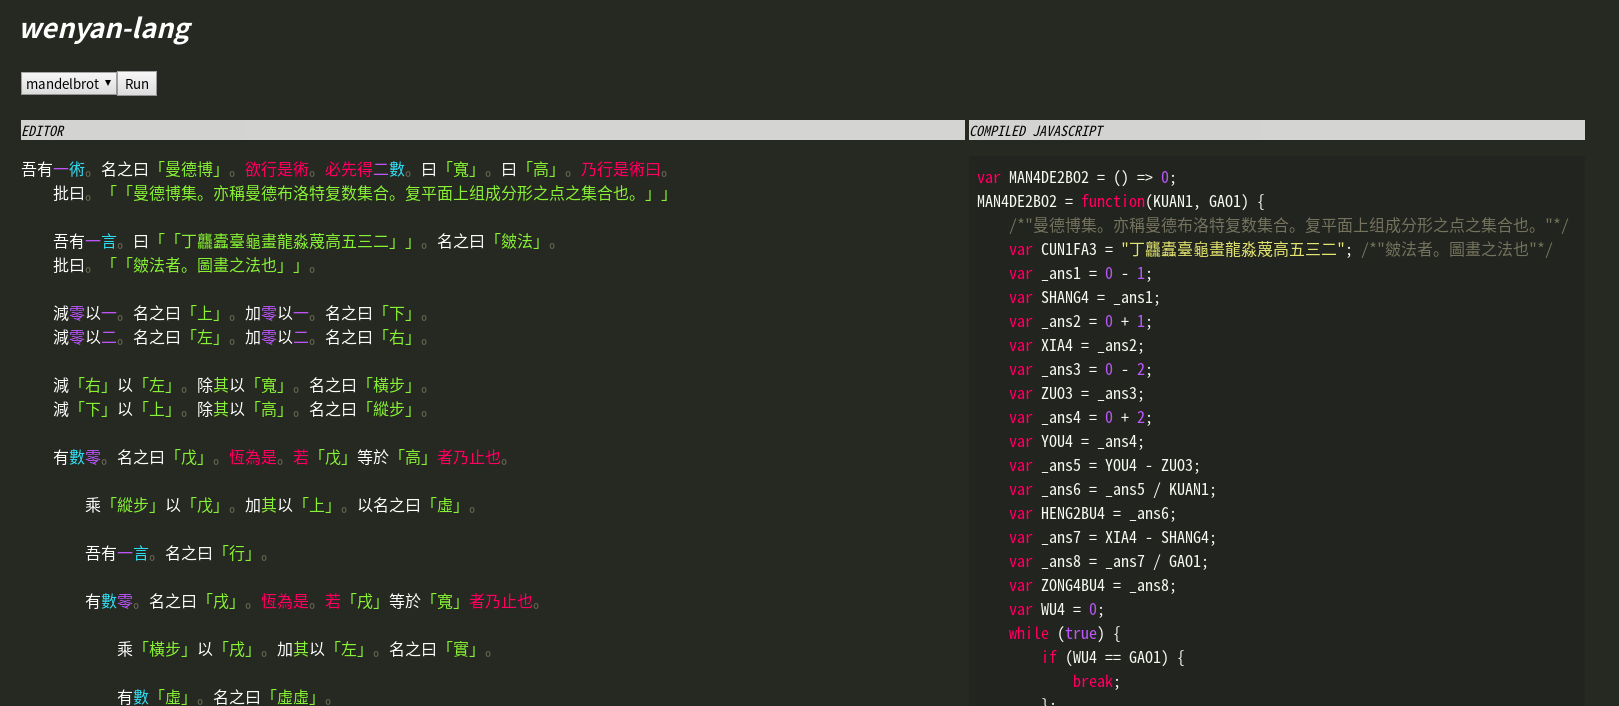 wenyan-lang
mandelbrot ▼ Run
EDITOR
吾有一術。名之曰「曼德博」。欲行是術。必先得二數。曰「寬」。曰「高」。乃行是術曰。
批曰。「「曼德博集。亦稱曼德布洛特复数集合。复平面上组成分形之点之集合也。」」
吾有一言。曰「「丁龖蠹臺龜畫龍淼蔑高五三二」」。名之曰「皴法」。
批曰。「「皴法者。圖畫之法也」」。
減零以一。名之曰「上」。加零以一。名之曰「下」。
減零以二。名之曰「左」。加零以二。名之曰「右」。
減「右」以「左」。除其以「寬」。名之曰「橫步」。
減「下」以「上」。除其以「高」。名之曰「縱步」。
有數零。名之曰「戊」。恆為是。若「戊」等於「高」者乃止也。
乘「縱步」以「戊」。加其以「上」。以名之曰「虛」。
吾有一言。名之曰「行」。
有數零。名之曰「戌」。恆為是。若「戌」等於「寬」者乃止也。
乘「橫步」以「戌」。加其以「左」。名之曰「實」。
有數「虛」。名之曰「虛虛」。
COMPILED JAVASCRIPT
var MAN4DE2BO2 = () => 0;
MAN4DE2BO2 = function(KUAN1, GAO1) {
/*"曼德博集。亦稱曼德布洛特复数集合。复平面上组成分形之点之集合也。"*/
var CUN1FA3 = "丁龖蠹臺龜畫龍淼蔑高五三二"; /*"皴法者。圖畫之法也"*/
var _ans1 = 0 - 1;
var SHANG4 = _ans1;
var _ans2 = 0 + 1;
var XIA4 = _ans2;
var _ans3 = 0 - 2;
var ZUO3 = _ans3;
var _ans4 = 0 + 2;
var YOU4 = _ans4;
var _ans5 = YOU4 - ZUO3;
var _ans6 = _ans5 / KUAN1;
var HENG2BU4 = _ans6;
var _ans7 = XIA4 - SHANG4;
var _ans8 = _ans7 / GAO1;
var ZONG4BU4 = _ans8;
var WU4 = 0;
while (true) {
if (WU4 == GAO1) {
break;
};